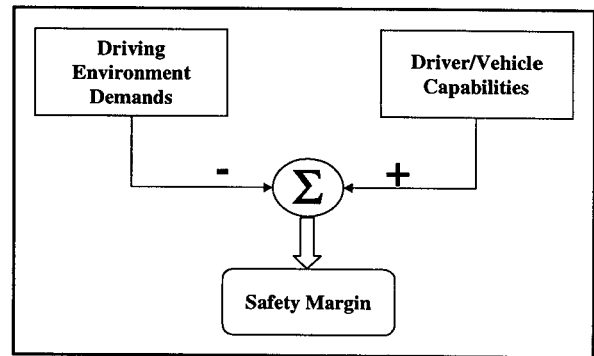 Driving
Environment
Demands
Driver/Vehicle
Capabilities
-
Σ
+
Safety Margin